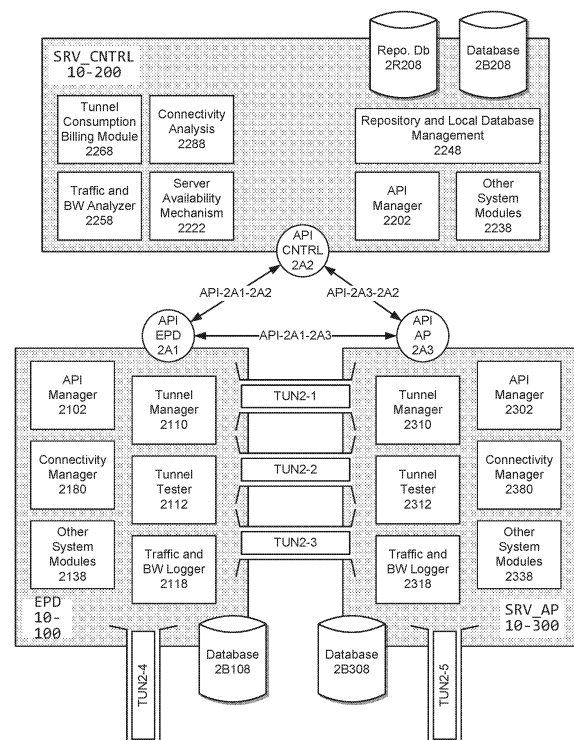 SRV_CNTRL
10-200
Repo. Db
2R208
Database
2B208
Tunnel
Consumption
Billing Module
2268
Connectivity
Analysis
2288
Repository and Local Database
Management
2248
Traffic and
BW Analyzer
2258
Server
Availability
Mechanism
2222
API
Manager
2202
Other
System
Modules
2238
API
CNTRL
2A2
API-2A1-2A2
API-2A3-2A2
API
EPD
2A1
API-2A1-2A3
API
AP
2A3
API
Manager
2102
Tunnel
Manager
2110
TUN2-1
Tunnel
Manager
2310
API
Manager
2302
Connectivity
Manager
2180
Tunnel
Tester
2112
TUN2-2
Tunnel
Tester
2312
Connectivity
Manager
2380
Other
System
Modules
2138
Traffic and
BW Logger
2118
TUN2-3
Traffic and
BW Logger
2318
Other
System
Modules
2338
EPD
10-
100
SRV_AP
10-300
TUN2-4
Database
2B108
Database
2B308
TUN2-5